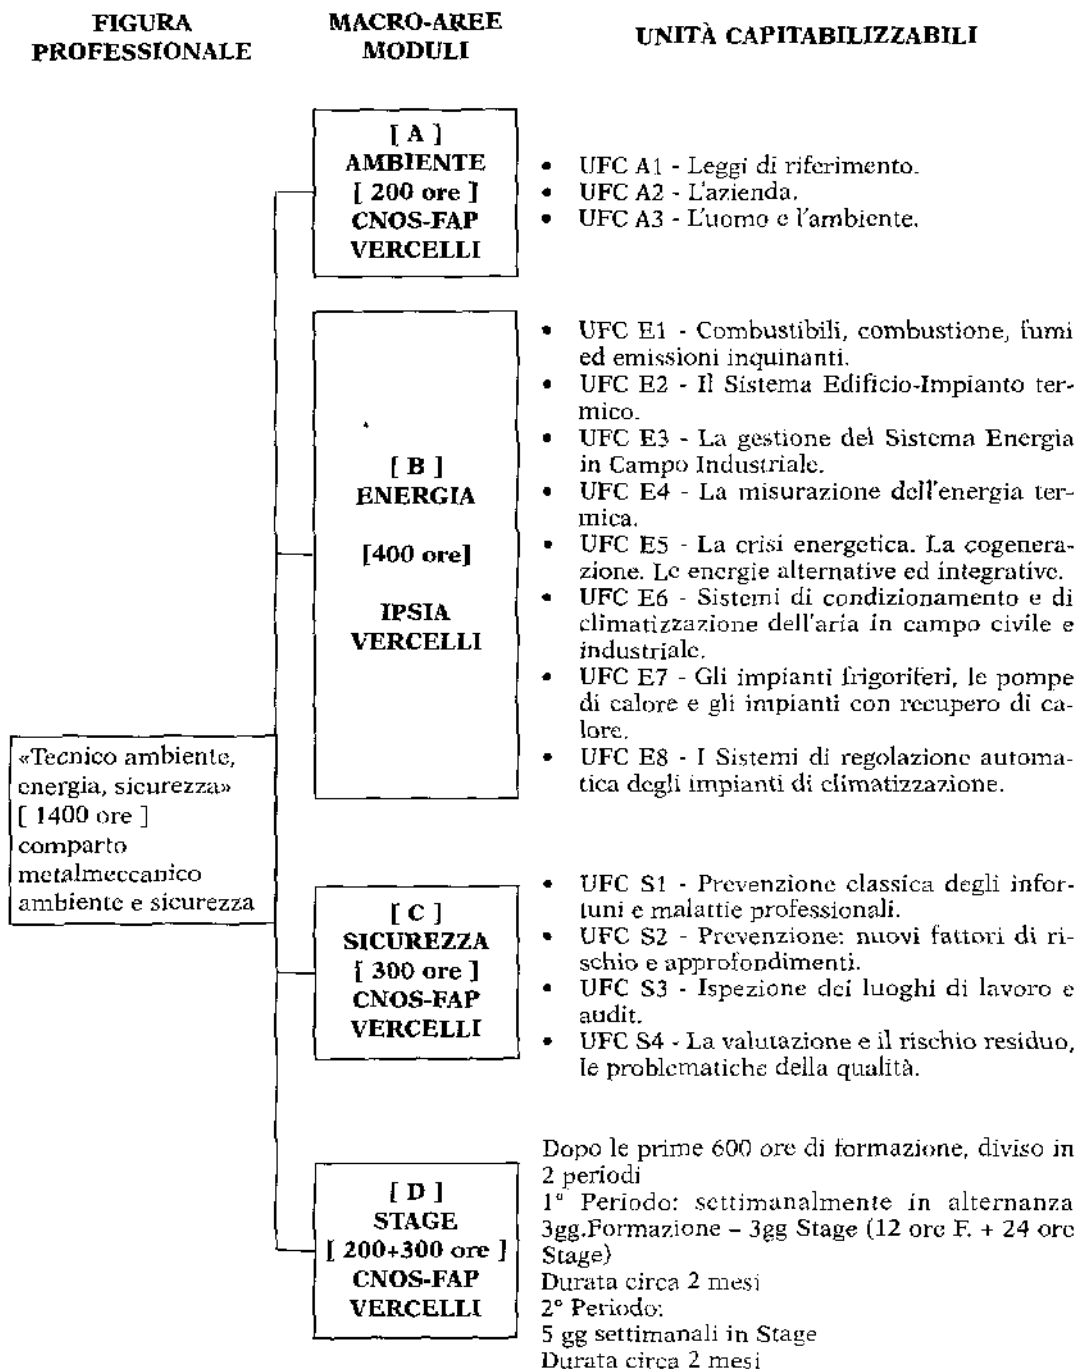 FIGURA
PROFESSIONALE
MACRO-AREE
MODULI
UNITÀ CAPITABILIZZABILI
[ A ]
AMBIENTE
[ 200 ore ]
CNOS-FAP
VERCELLI
• UFC A1 - Leggi di riferimento.
• UFC A2 - L'azienda.
• UFC A3 - L'uomo e l'ambiente.
[ B ]
ENERGIA
[400 ore]
IPSIA
VERCELLI
• UFC E1 - Combustibili, combustione, fumi
ed emissioni inquinanti.
• UFC E2 - Il Sistema Edificio-Impianto ter-
mico.
• UFC E3 - La gestione del Sistema Energia
in Campo Industriale.
• UFC E4 - La misurazione dell'energia ter-
mica.
• UFC E5 - La crisi energetica. La cogenera-
zione. Le energie alternative ed integrative.
• UFC E6 - Sistemi di condizionamento e di
climatizzazione dell'aria in campo civile e
industriale.
• UFC E7 - Gli impianti frigoriferi, le pompe
di calore e gli impianti con recupero di ca-
lore.
• UFC E8 - I Sistemi di regolazione automa-
tica degli impianti di climatizzazione.
«Tecnico ambiente,
energia, sicurezza»
[ 1400 ore ]
comparto
metalmeccanico
ambiente e sicurezza
[ C ]
SICUREZZA
[ 300 ore ]
CNOS-FAP
VERCELLI
• UFC S1 - Prevenzione classica degli infor-
tuni e malattie professionali.
• UFC S2 - Prevenzione: nuovi fattori di ri-
schio e approfondimenti.
• UFC S3 - Ispezione dei luoghi di lavoro e
audit.
• UFC S4 - La valutazione e il rischio residuo,
le problematiche della qualità.
[ D ]
STAGE
[ 200+300 ore ]
CNOS-FAP
VERCELLI
Dopo le prime 600 ore di formazione, diviso in
2 periodi
1° Periodo: settimanalmente in alternanza
3gg.Formazione – 3gg Stage (12 ore F. + 24 ore
Stage)
Durata circa 2 mesi
2° Periodo:
5 gg settimanali in Stage
Durata circa 2 mesi